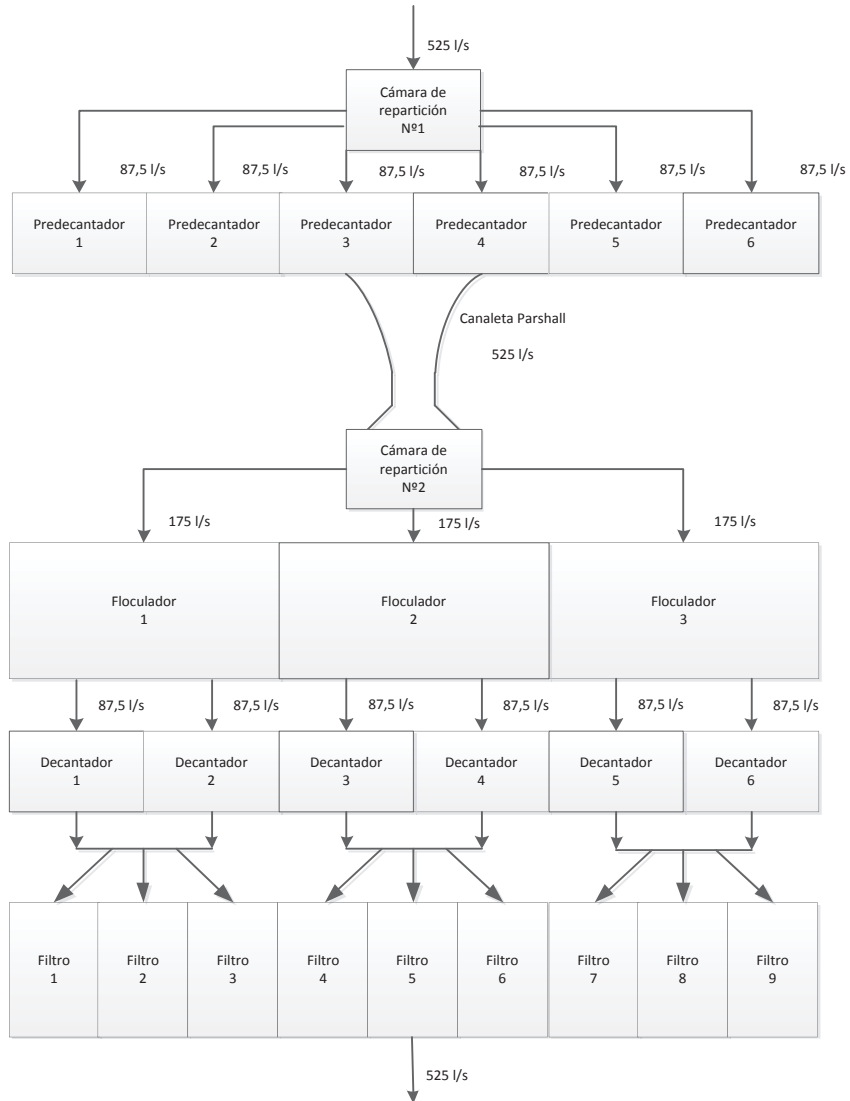 525 l/s
Cámara de
repartición
Nº1
87,5 l/s
87,5 l/s
87,5 l/s
87,5 l/s
87,5 l/s
87,5 l/s
Predecantador
1
Predecantador
2
Predecantador
3
Predecantador
4
Predecantador
5
Predecantador
6
Canaleta Parshall
525 l/s
Cámara de
repartición
Nº2
175 l/s
175 l/s
175 l/s
Floculador
1
Floculador
2
Floculador
3
87,5 l/s
87,5 l/s
87,5 l/s
87,5 l/s
87,5 l/s
87,5 l/s
Decantador
1
Decantador
2
Decantador
3
Decantador
4
Decantador
5
Decantador
6
Filtro
1
Filtro
2
Filtro
3
Filtro
4
Filtro
5
Filtro
6
Filtro
7
Filtro
8
Filtro
9
525 l/s